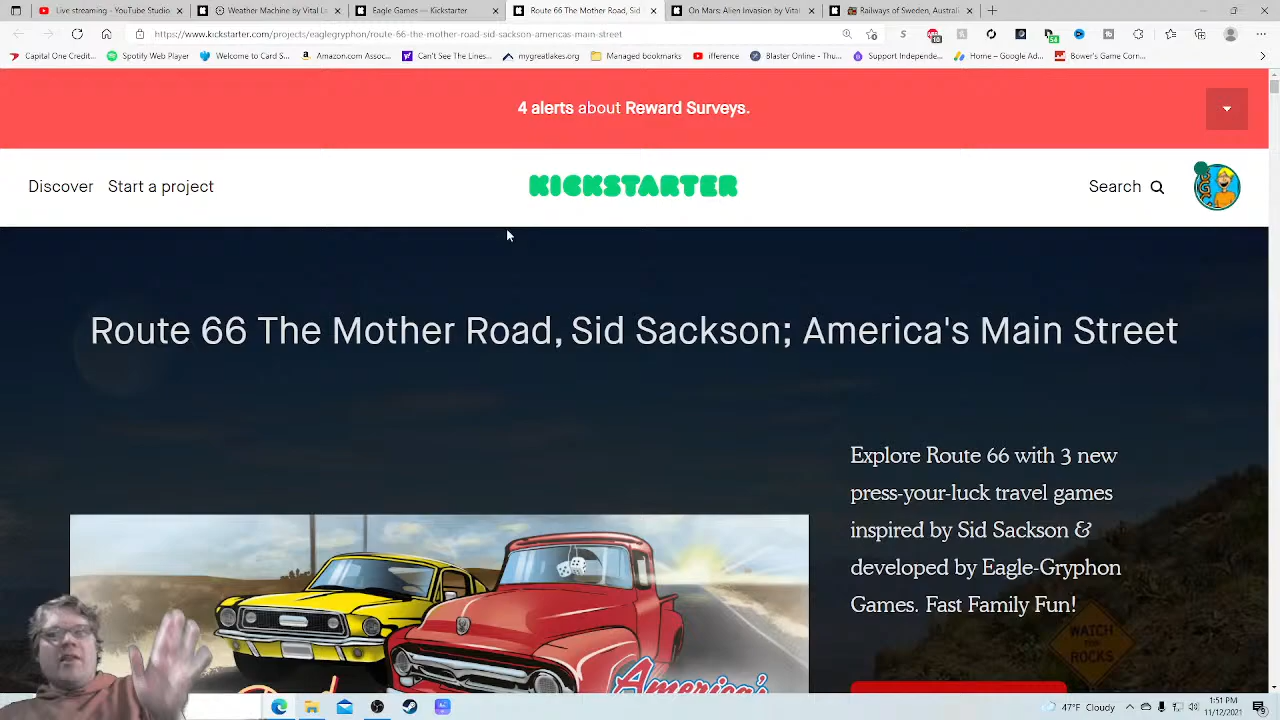 Live streaming - YouTube Studio
Weather Machine by Vital La
Eagle Games — Kickstarter
Route 66 The Mother Road, Sid
On Mars Alien Invasion by Vital
Railways of Sweden, Australi
https://www.kickstarter.com/projects/eaglegryphon/route-66-the-mother-road-sid-sackson-americas-main-street
Capital One Credit...
Spotify Web Player
Welcome to Card S...
Amazon.co Assoc...
Can't See The Lines...
mygreatlakes.org
Managed bookmarks
ifference
Blaster Online - Thu...
Support Independe...
Home – Google Ad...
Bower's Game Corn...
4 alerts about Reward Surveys.
Discover Start a project
KICKSTARTER
Search
Route 66 The Mother Road, Sid Sackson; America's Main Street
Explore Route 66 with 3 new
press-your-luck travel games
inspired by Sid Sackson &
developed by Eagle-Gryphon
Games. Fast Family Fun!
WATCH
ROCKS
America's
47°F Cloudy
1:51 PM
11/12/2021